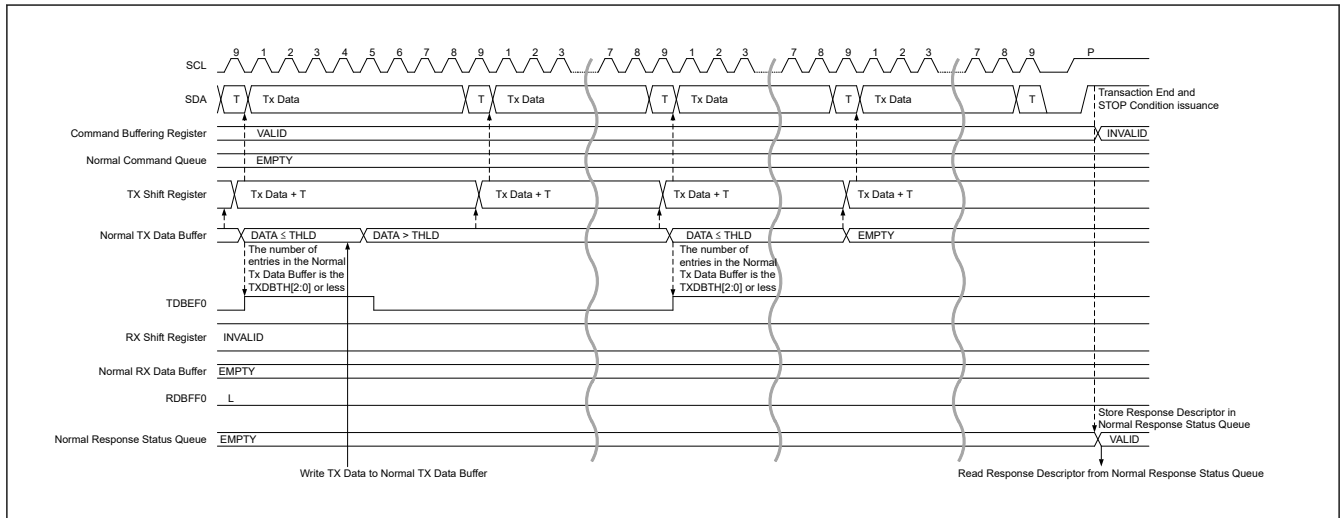 9 1 2 3 4 5 6 7 8 9 1 2 3 7 8 9 1 2 3 7 8 9 1 2 3 7 8 9 P
SCL
SDA T Tx Data T Tx Data T Tx Data T Tx Data T
Transaction End and
STOP Condition issuance
Command Buffering Register VALID INVALID
Normal Command Queue EMPTY
TX Shift Register Tx Data + T Tx Data + T Tx Data + T Tx Data + T
Normal TX Data Buffer DATA ≤ THLD DATA > THLD DATA ≤ THLD EMPTY
The number of
entries in the Normal
Tx Data Buffer is the
TXDBTH[2:0] or less
The number of
entries in the Normal
Tx Data Buffer is the
TXDBTH[2:0] or less
TDBEF0
RX Shift Register INVALID
Normal RX Data Buffer EMPTY
RDBFF0 L
Store Response Descriptor in
Normal Response Status Queue
Normal Response Status Queue EMPTY VALID
Write TX Data to Normal TX Data Buffer
Read Response Descriptor from Normal Response Status Queue